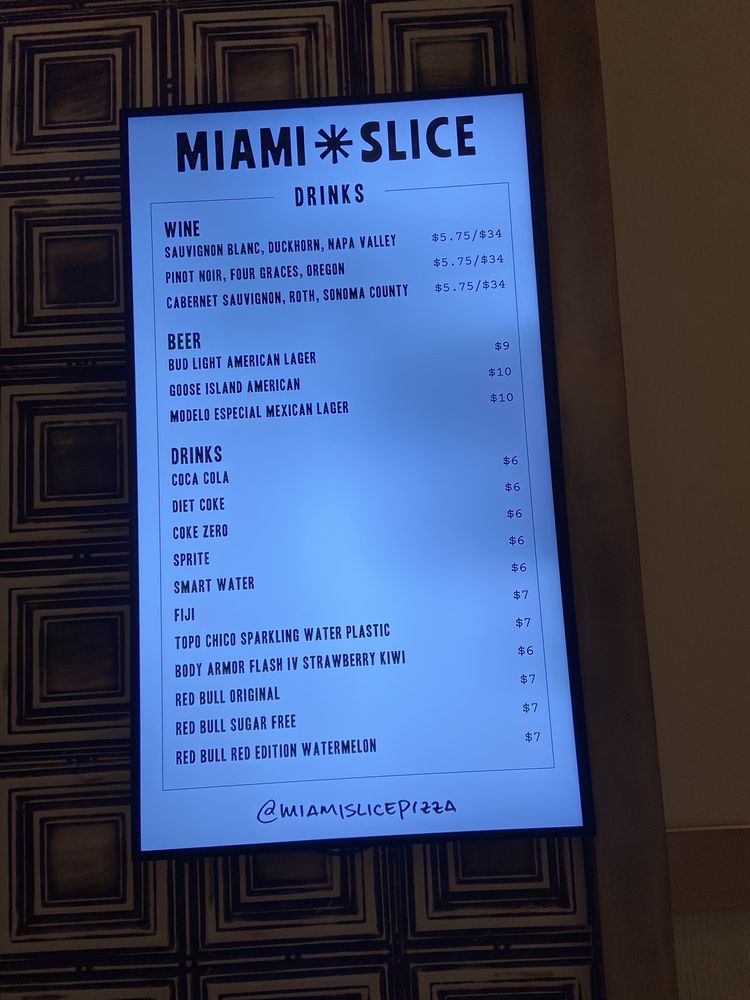 MIAMI * SLICE
DRINKS
WINE
SAUVIGNON BLANC, DUCKHORN, NAPA VALLEY $5.75/$34
PINOT NOIR, FOUR GRACES, OREGON $5.75/$34
CABERNET SAUVIGNON, ROTH, SONOMA COUNTY $5.75/$34
BEER
BUD LIGHT AMERICAN LAGER $9
GOOSE ISLAND AMERICAN $10
MODELO ESPECIAL MEXICAN LAGER $10
DRINKS
COCA COLA $6
DIET COKE $6
COKE ZERO $6
SPRITE $6
SMART WATER $6
FIJI $7
TOPO CHICO SPARKLING WATER PLASTIC $7
BODY ARMOR FLASH IV STRAWBERRY KIWI $6
RED BULL ORIGINAL $7
RED BULL SUGAR FREE $7
RED BULL RED EDITION WATERMELON $7
@MIAMISLICEPIZZA